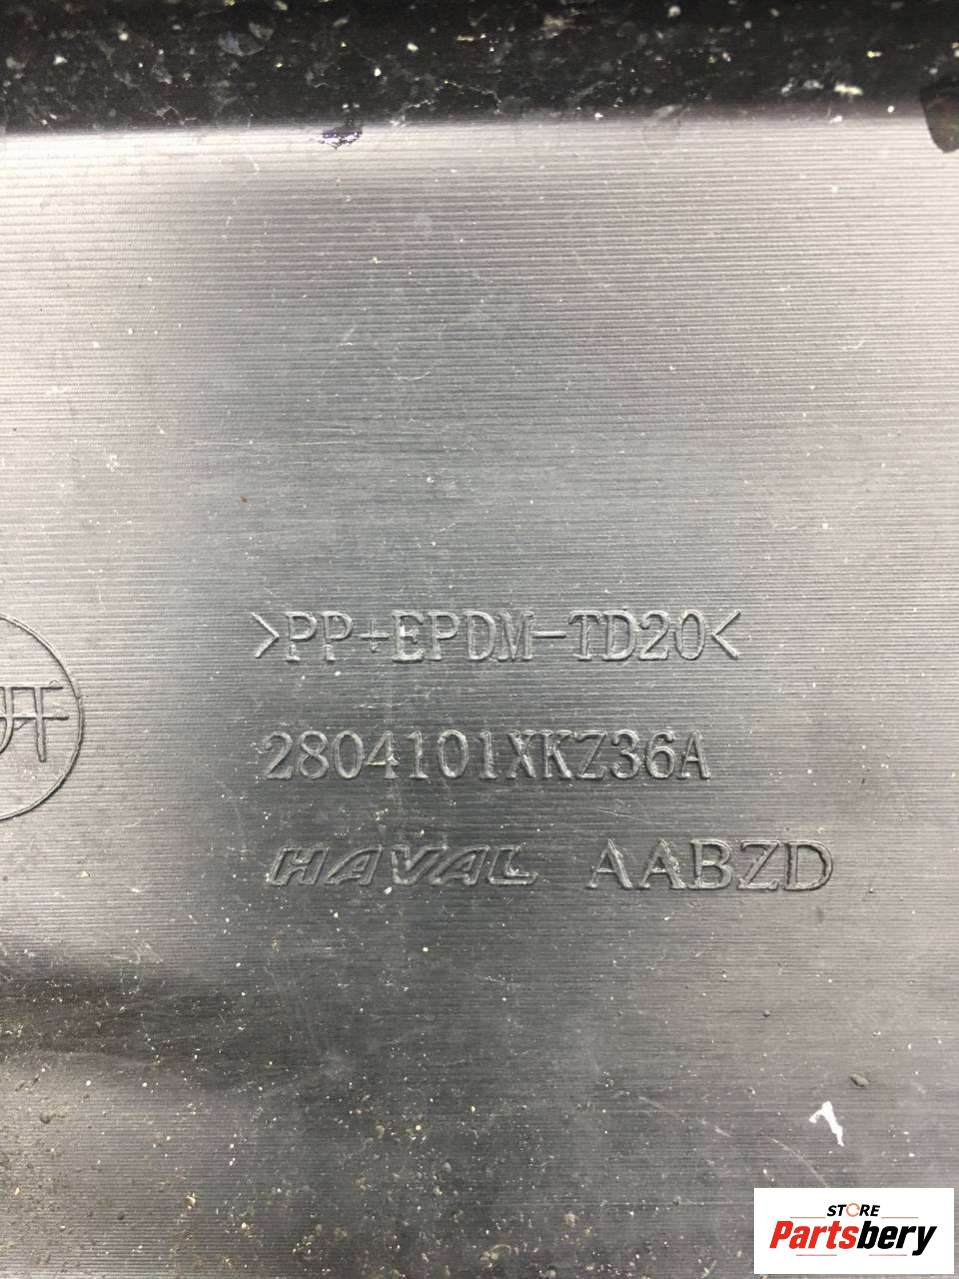 >PP+EPDM-TD20<
2804101XKZ36A
HAVAL AABZD
STORE
Partsbery